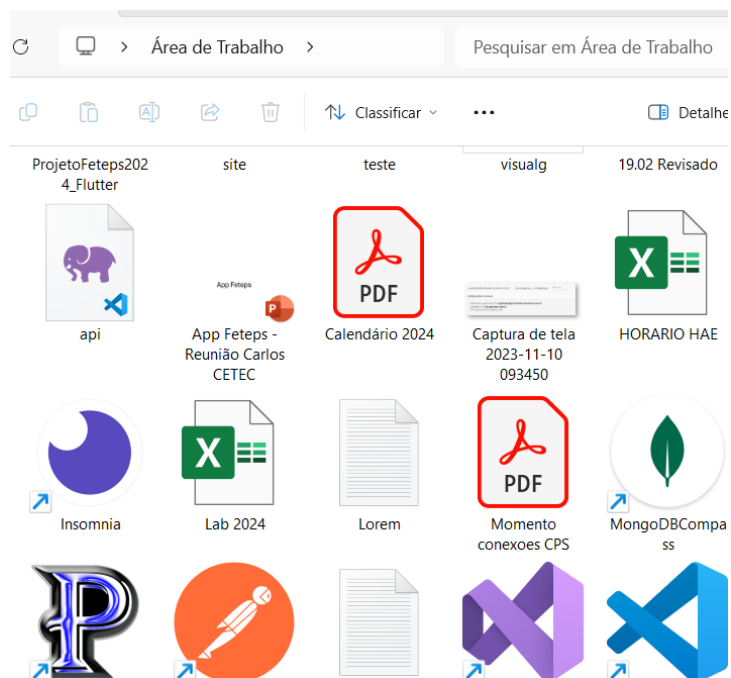 Área de Trabalho
Pesquisar em Área de Trabalho
Classificar
Detalhe
ProjetoFeteps202
4_Flutter
site
teste
visualg
19.02 Revisado
App Feteps
PDF
api
App Feteps -
Reunião Carlos
CETEC
Calendário 2024
Captura de tela
2023-11-10
093450
HORARIO HAE
PDF
Insomnia
Lab 2024
Lorem
Momento
conexoes CPS
MongoDBCompa
ss